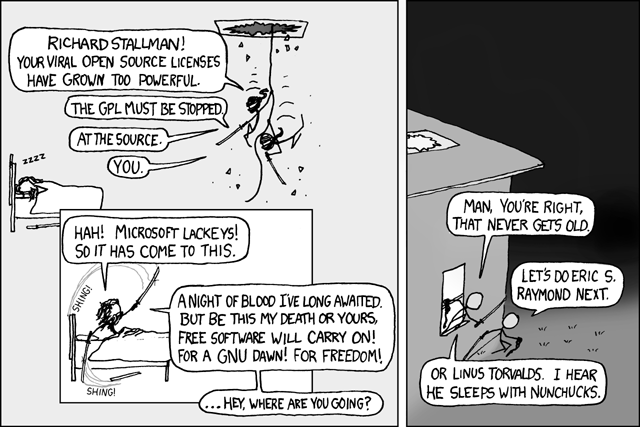 RICHARD STALLMAN!
YOUR VIRAL OPEN SOURCE LICENSES
HAVE GROWN TOO POWERFUL.
THE GPL MUST BE STOPPED.
AT THE SOURCE.
YOU.
ZZZZ
HAH! MICROSOFT LACKEYS!
SO IT HAS COME TO THIS.
SHING!
A NIGHT OF BLOOD I'VE LONG AWAITED.
BUT BE THIS MY DEATH OR YOURS,
FREE SOFTWARE WILL CARRY ON!
FOR A GNU DAWN! FOR FREEDOM!
SHING!
...HEY, WHERE ARE YOU GOING?
MAN, YOU'RE RIGHT,
THAT NEVER GETS OLD.
LET'S DO ERIC S.
RAYMOND NEXT.
OR LINUS TORVALDS. I HEAR
HE SLEEPS WITH NUNCHUCKS.